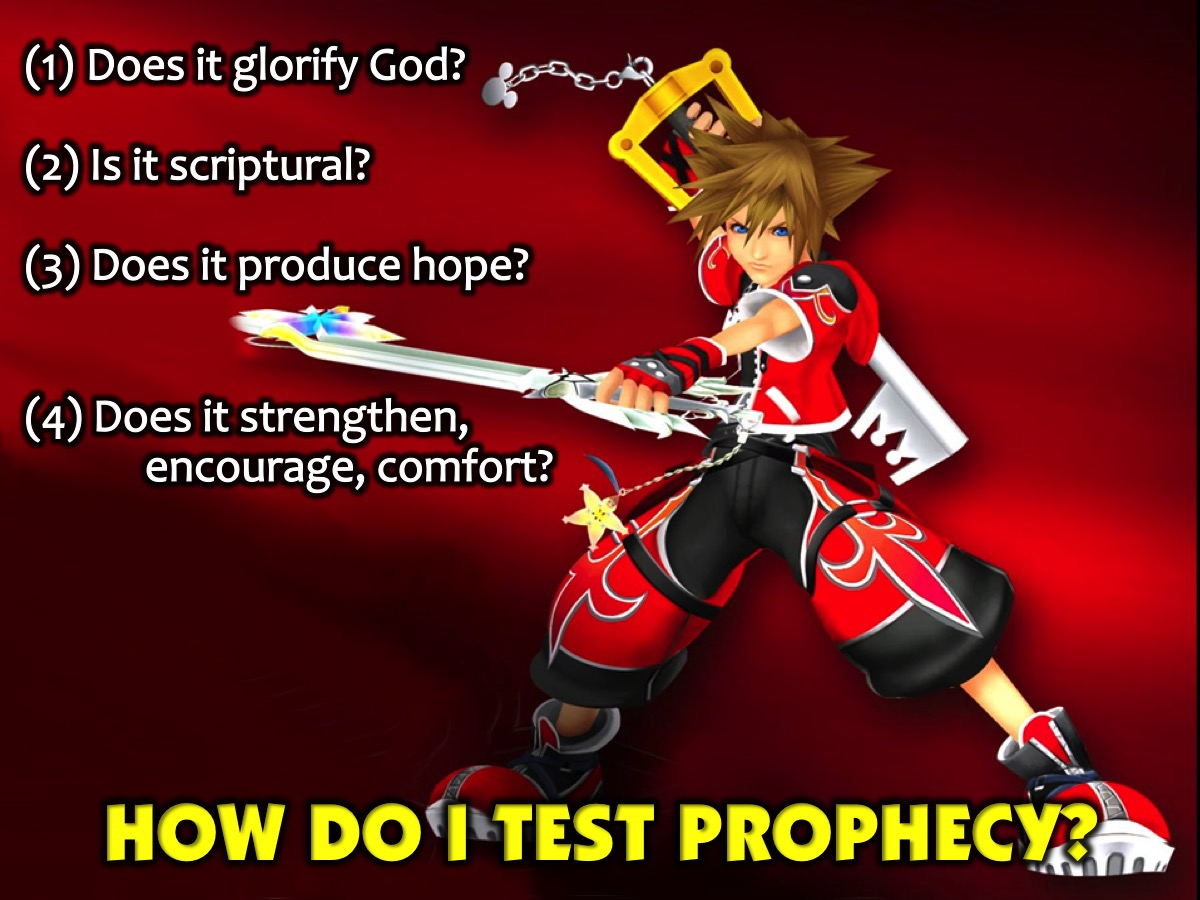 (1) Does it glorify God?
(2) Is it scriptural?
(3) Does it produce hope?
(4) Does it strengthen,
encourage, comfort?
HOW DO I TEST PROPHECY?